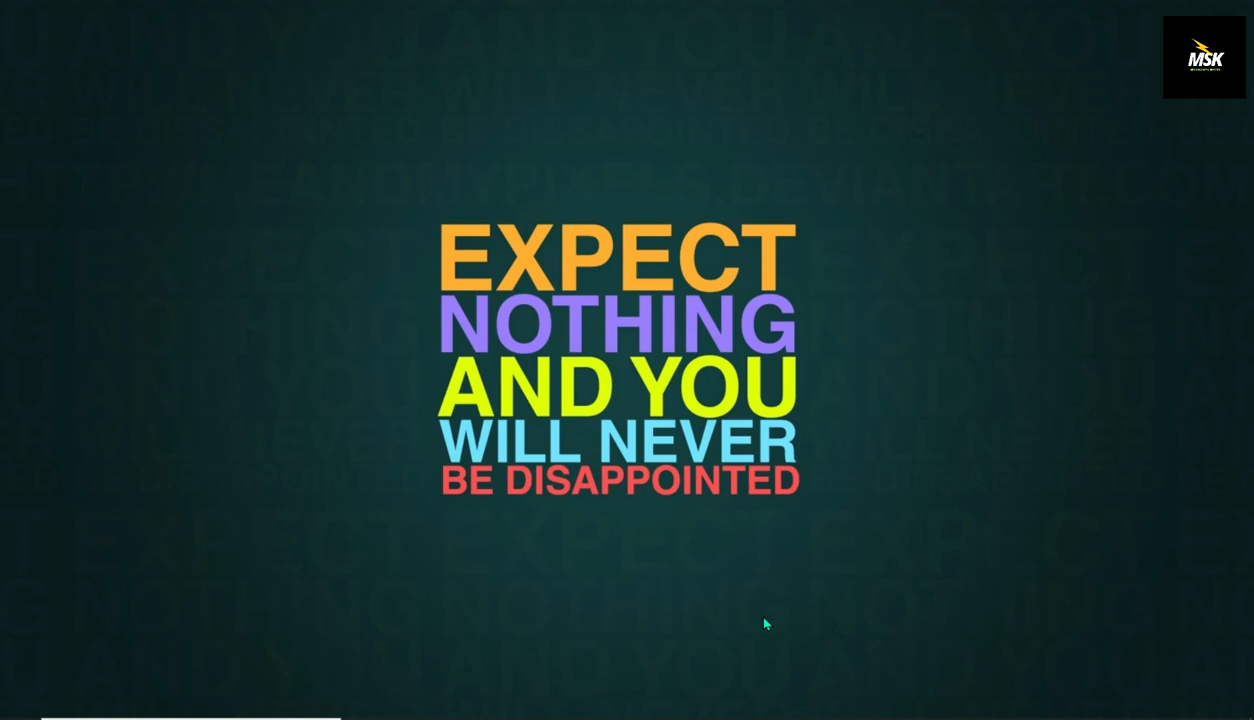 MSK
EXPECT
NOTHING
AND YOU
WILL NEVER
BE DISAPPOINTED